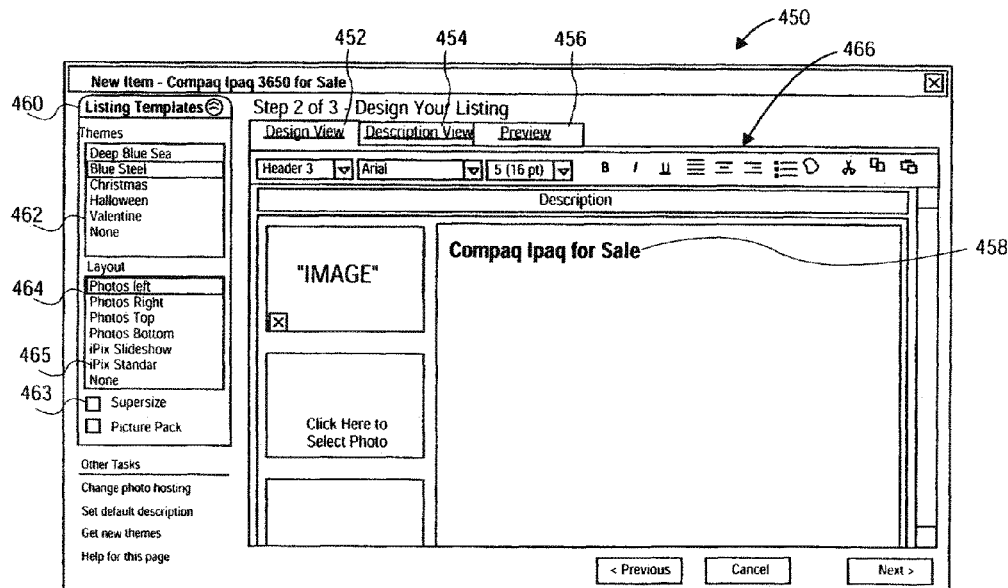 450
452
454
456
466
New Item - Compaq Ipaq 3650 for Sale
460
Listing Templates
Step 2 of 3 - Design Your Listing
Design View
Description View
Preview
Themes
Deep Blue Sea
Blue Steel
Christmas
Halloween
Valentine
None
462
Header 3
Arial
5 (16 pt)
B I U
Description
Layout
464
Photos left
Photos Right
Photos Top
Photos Bottom
iPix Slideshow
465
iPix Standar
None
463
Supersize
Picture Pack
"IMAGE"
Compaq Ipaq for Sale
458
Click Here to
Select Photo
Other Tasks
Change photo hosting
Set default description
Get new themes
Help for this page
< Previous
Cancel
Next >